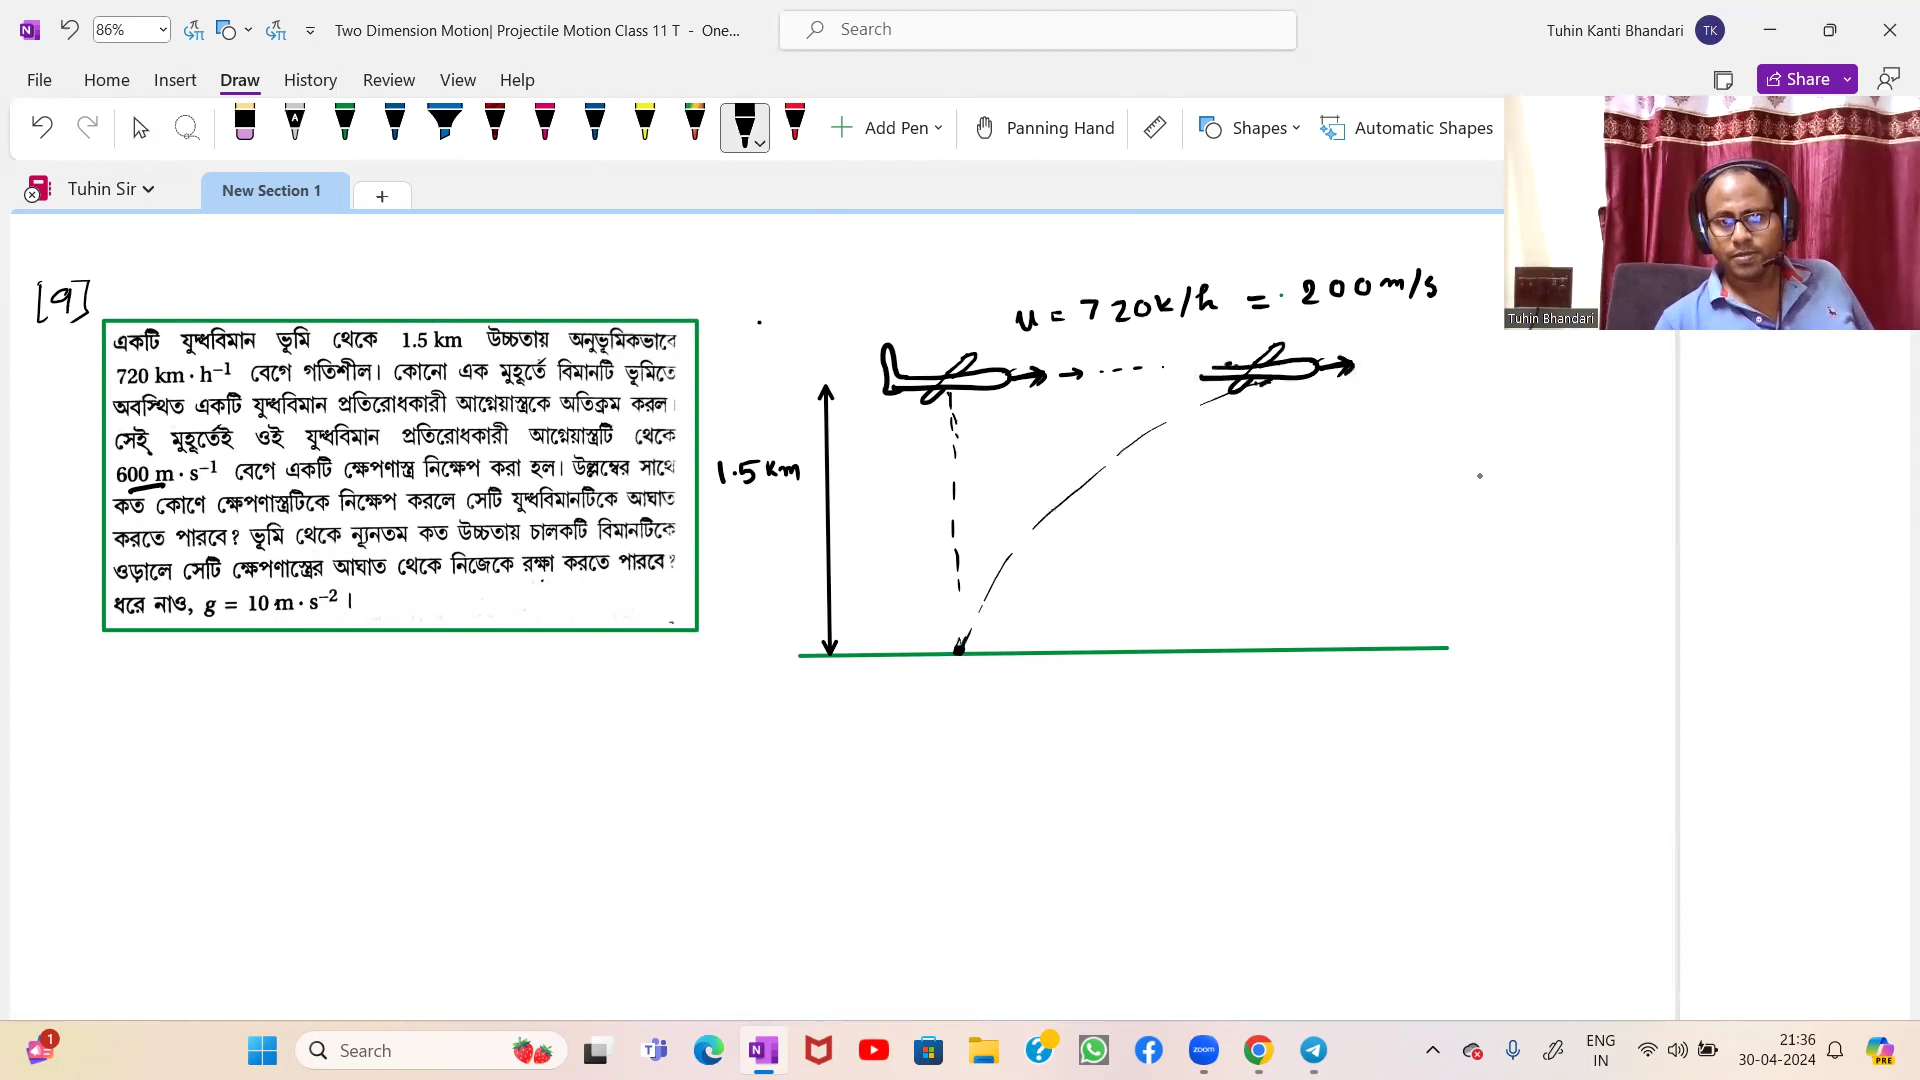 86%
Two Dimension Motion| Projectile Motion Class 11 T - One...
Search
Tuhin Kanti Bhandari
TK
File Home Insert Draw History Review View Help
Share
Add Pen
Panning Hand
Shapes
Automatic Shapes
Tuhin Sir
New Section 1
Tuhin Bhandari
[9]
u = 720k/h = 200m/s
একটি যুদ্ধবিমান ভূমি থেকে 1.5 km উচ্চতায় অনুভূমিকভাবে
720 km · h⁻¹ বেগে গতিশীল। কোনো এক মুহূর্তে বিমানটি ভূমিতে
অবস্থিত একটি যুদ্ধবিমান প্রতিরোধকারী আগ্নেয়াস্ত্রকে অতিক্রম করল।
সেই মুহূর্তেই ওই যুদ্ধবিমান প্রতিরোধকারী আগ্নেয়াস্ত্রটি থেকে
600 m · s⁻¹ বেগে একটি ক্ষেপণাস্ত্র নিক্ষেপ করা হল। উল্লম্বের সাথে
কত কোণে ক্ষেপণাস্ত্রটিকে নিক্ষেপ করলে সেটি যুদ্ধবিমানটিকে আঘাত
করতে পারবে? ভূমি থেকে ন্যূনতম কত উচ্চতায় চালকটি বিমানটিকে
ওড়ালে সেটি ক্ষেপণাস্ত্রের আঘাত থেকে নিজেকে রক্ষা করতে পারবে?
ধরে নাও, g = 10 m · s⁻² ।
1.5 km
1
Search
zoom
ENG
IN
21:36
30-04-2024
PRE